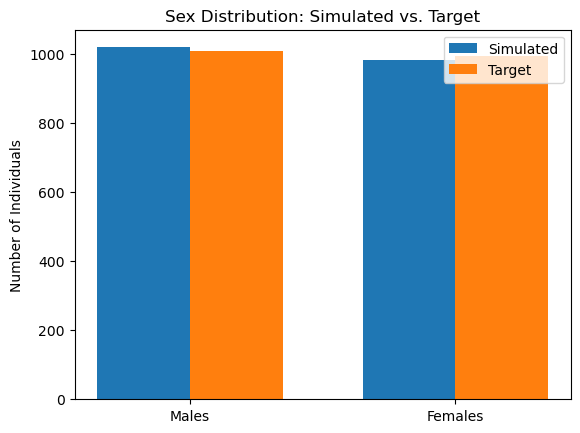 Sex Distribution: Simulated vs. Target
Simulated
Target
Number of Individuals
1000
800
600
400
200
0
Males
Females